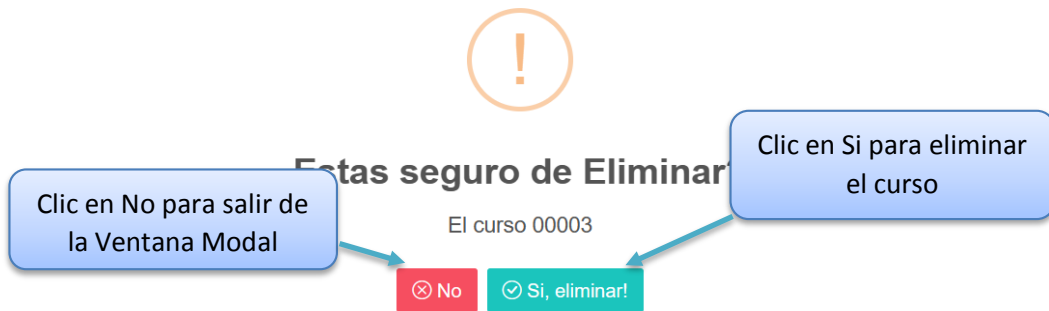 !
Estas seguro de Eliminar?
El curso 00003
No
Si, eliminar!
Clic en No para salir de
la Ventana Modal
Clic en Si para eliminar
el curso